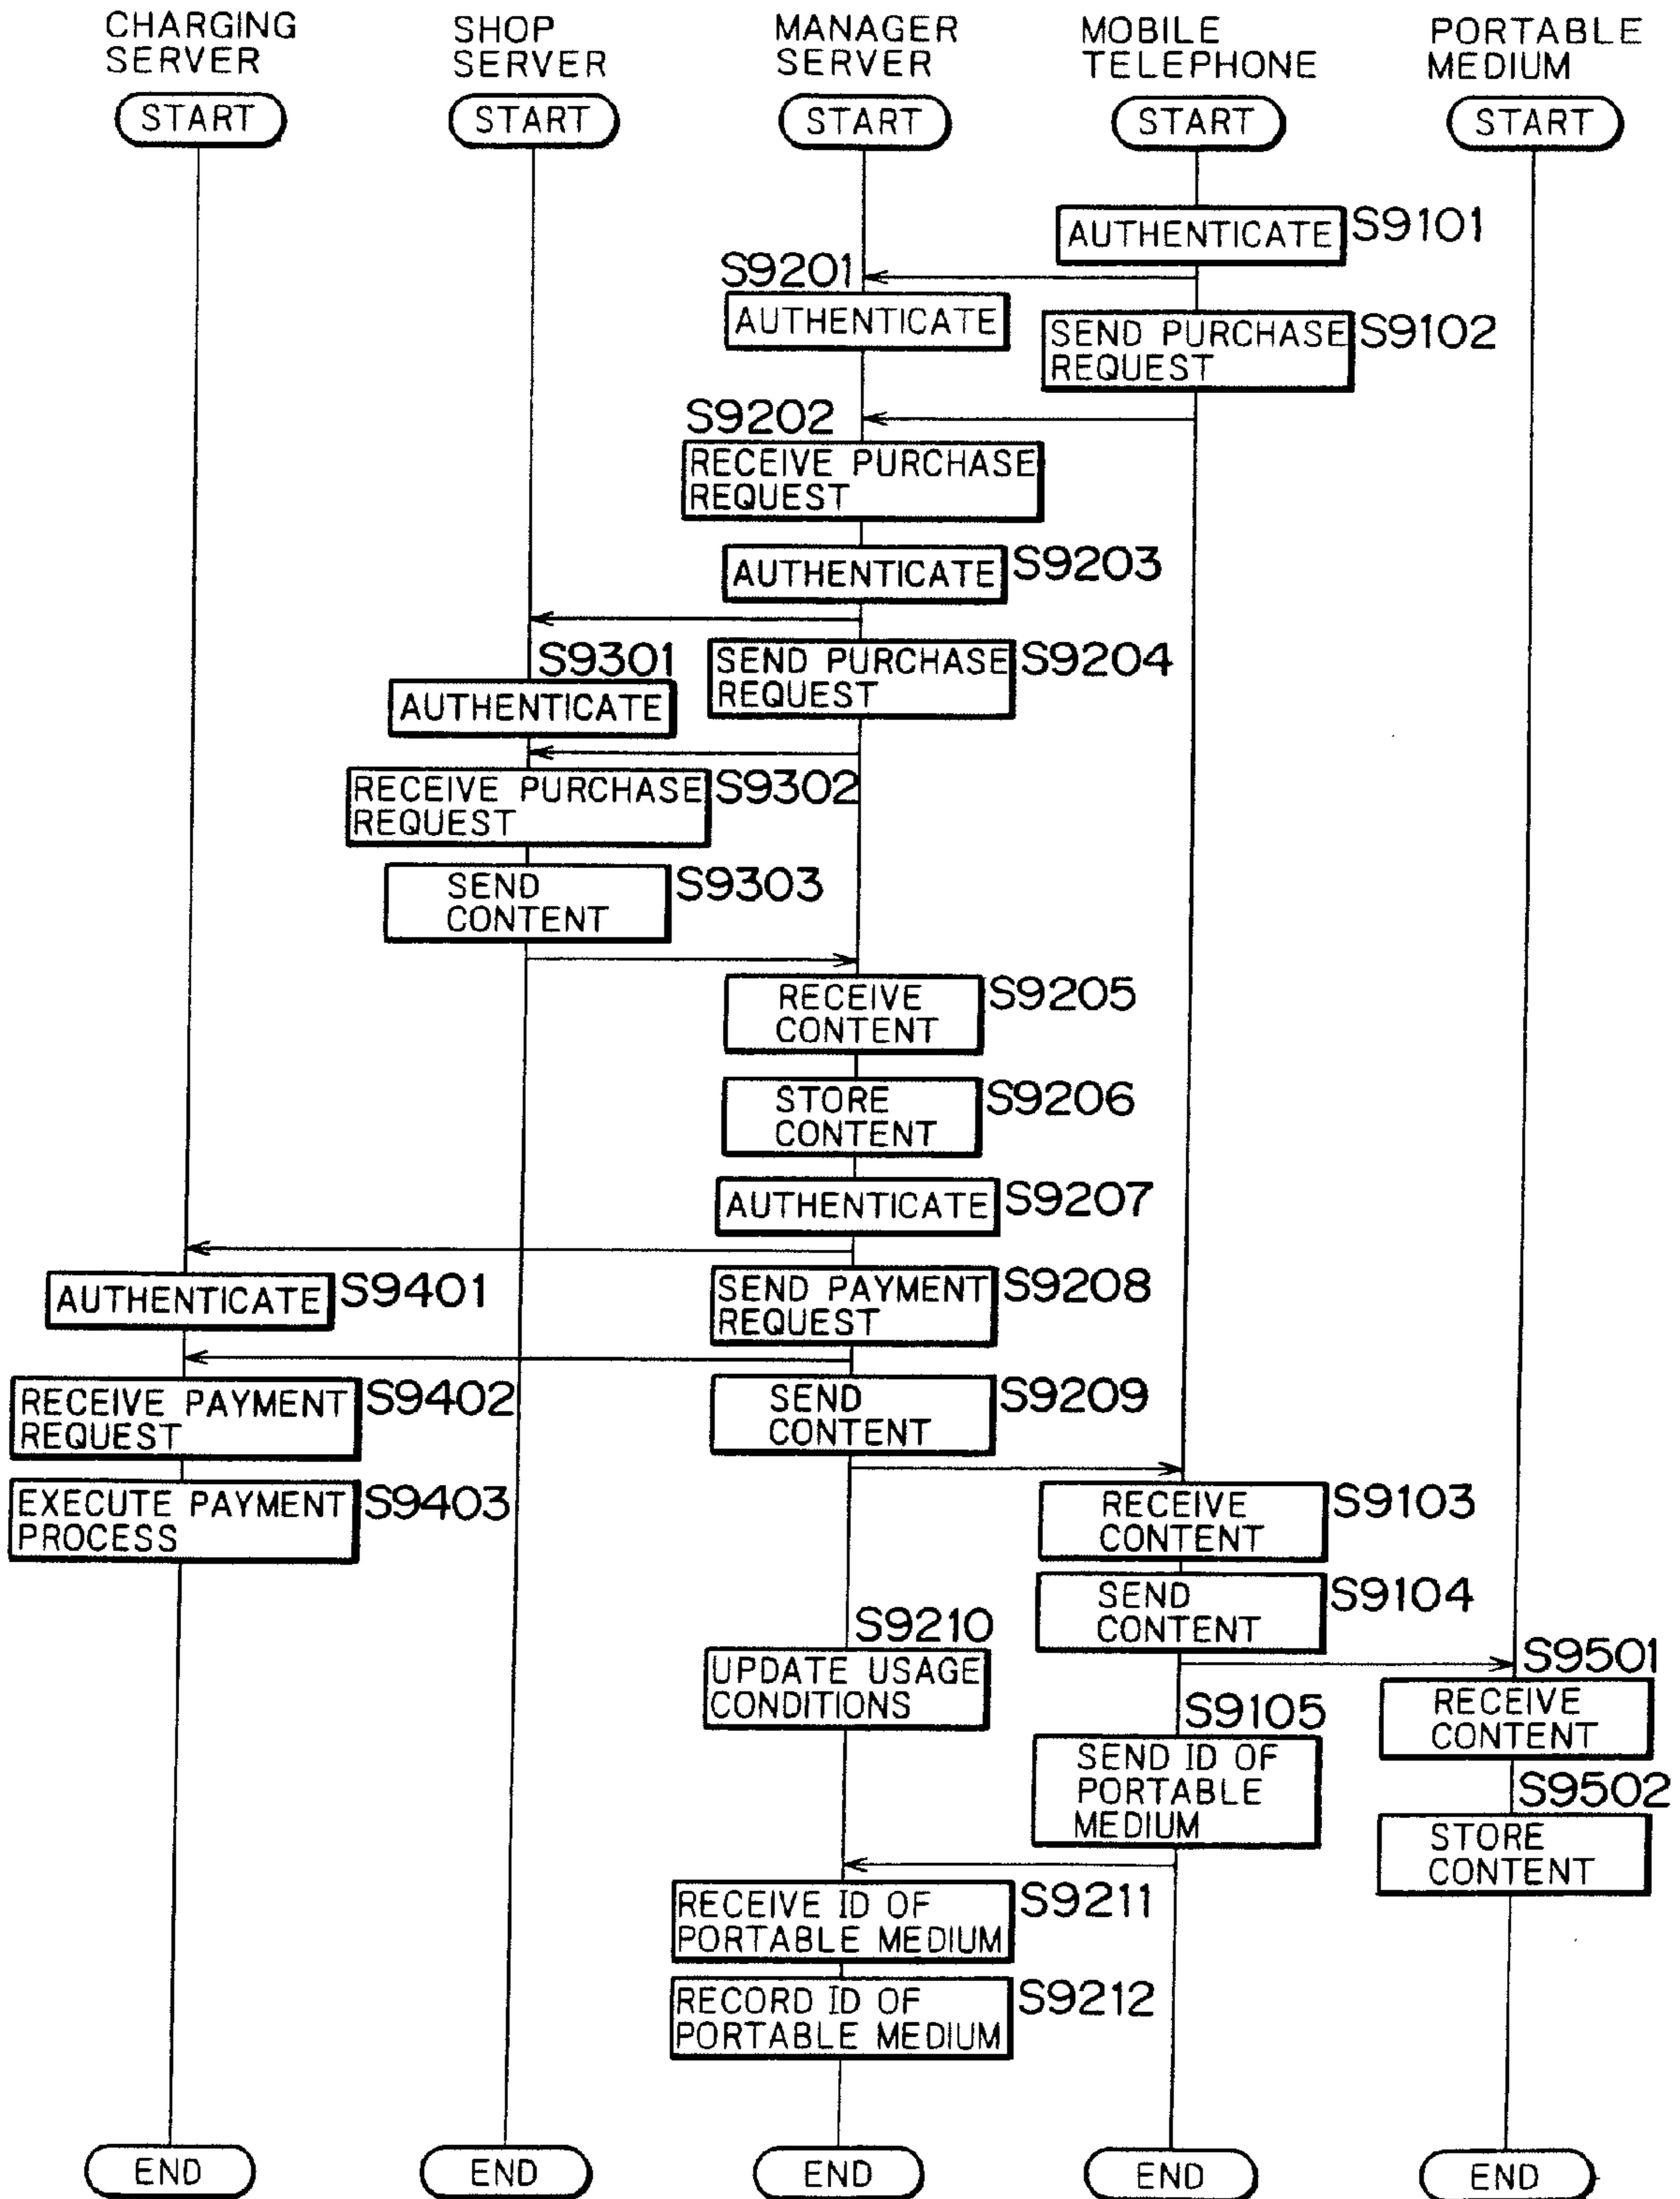 CHARGING
SERVER
SHOP
SERVER
MANAGER
SERVER
MOBILE
TELEPHONE
PORTABLE
MEDIUM
START
START
START
START
START
AUTHENTICATE
S9101
S9201
AUTHENTICATE
SEND PURCHASE
REQUEST
S9102
S9202
RECEIVE PURCHASE
REQUEST
AUTHENTICATE
S9203
S9301
AUTHENTICATE
SEND PURCHASE
REQUEST
S9204
RECEIVE PURCHASE
REQUEST
S9302
SEND
CONTENT
S9303
RECEIVE
CONTENT
S9205
STORE
CONTENT
S9206
AUTHENTICATE
S9207
AUTHENTICATE
S9401
SEND PAYMENT
REQUEST
S9208
RECEIVE PAYMENT
REQUEST
S9402
SEND
CONTENT
S9209
EXECUTE PAYMENT
PROCESS
S9403
RECEIVE
CONTENT
S9103
SEND
CONTENT
S9104
S9210
UPDATE USAGE
CONDITIONS
S9501
RECEIVE
CONTENT
S9105
SEND ID OF
PORTABLE
MEDIUM
S9502
STORE
CONTENT
RECEIVE ID OF
PORTABLE MEDIUM
S9211
RECORD ID OF
PORTABLE MEDIUM
S9212
END
END
END
END
END